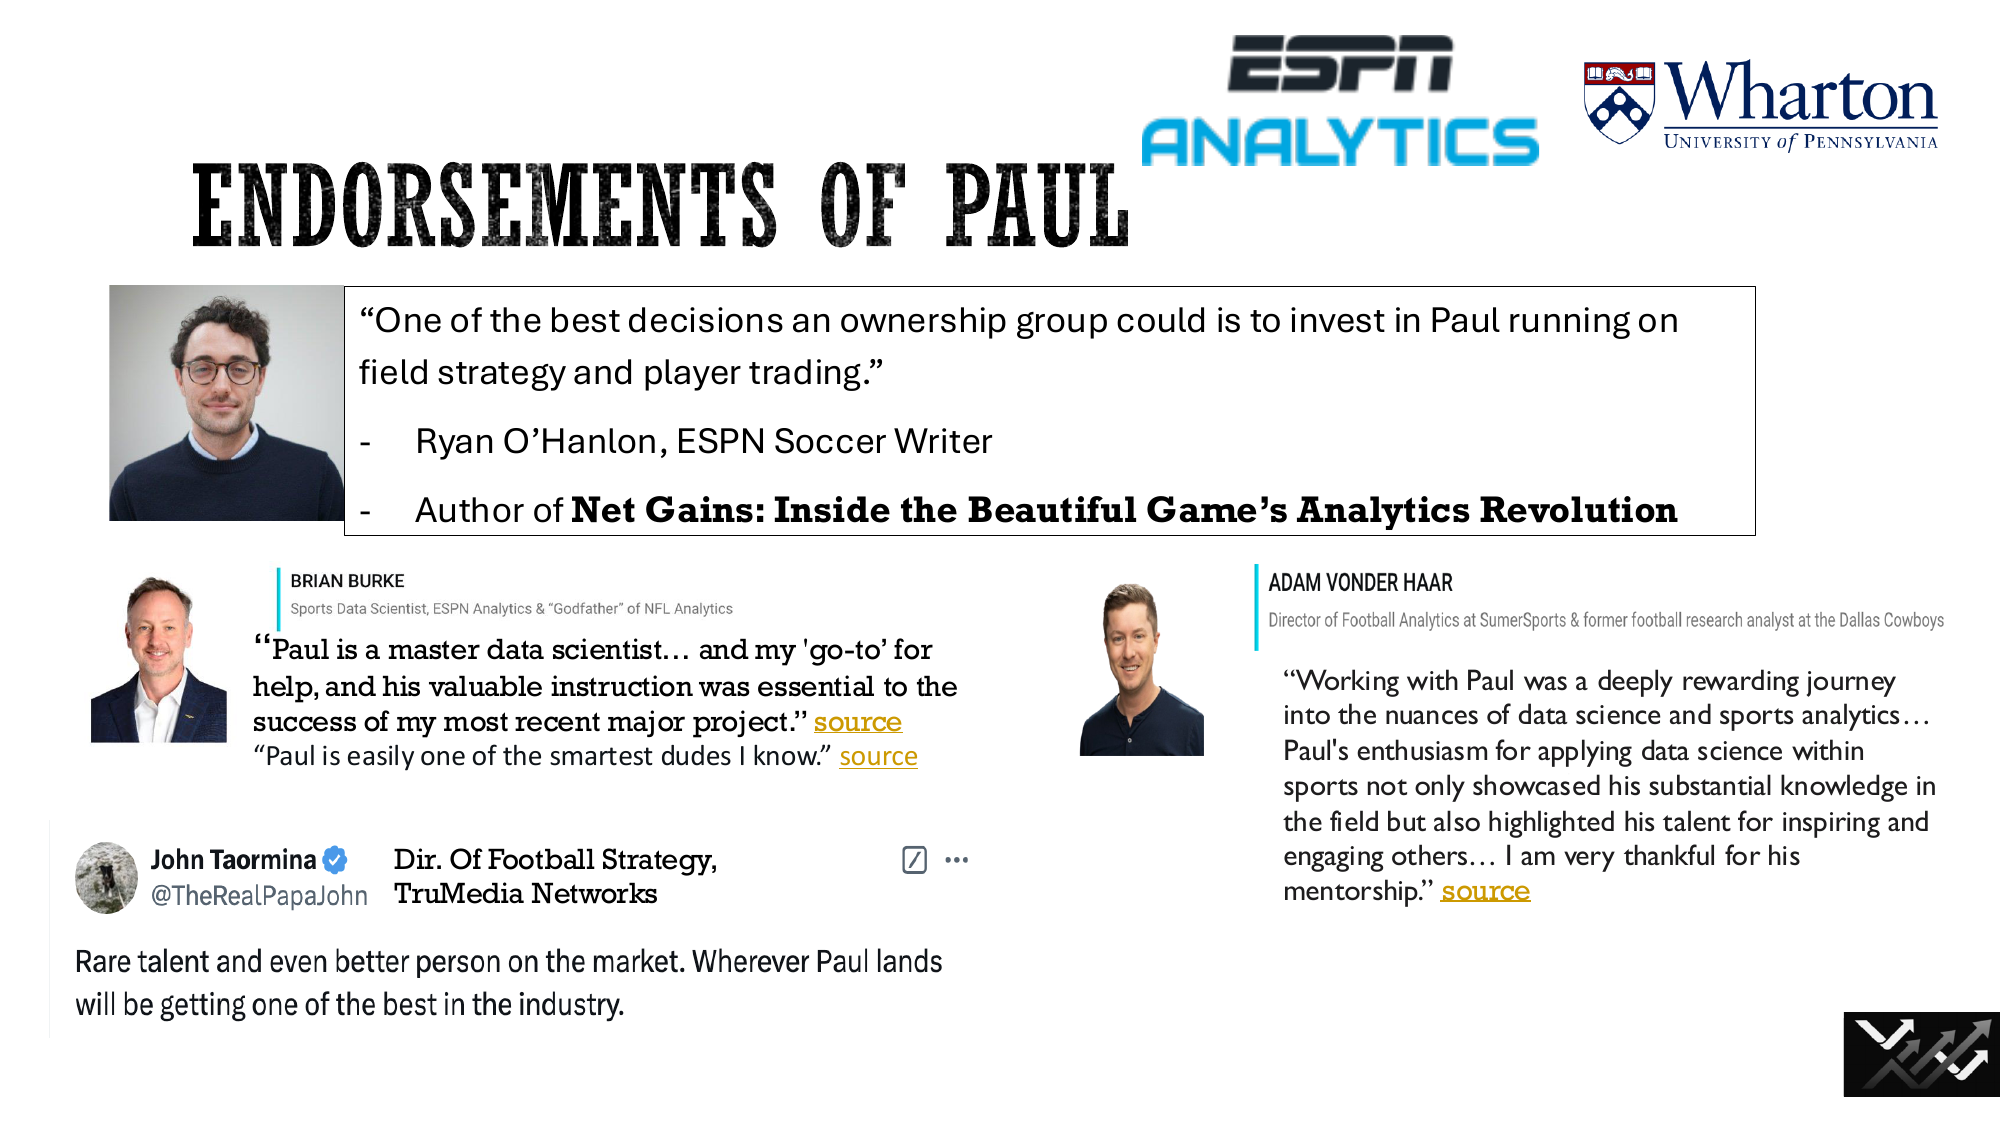 ESPN
ANALYTICS
Wharton
UNIVERSITY of PENNSYLVANIA
ENDORSEMENTS OF PAUL
“One of the best decisions an ownership group could is to invest in Paul running on
field strategy and player trading.”
- Ryan O’Hanlon, ESPN Soccer Writer
- Author of Net Gains: Inside the Beautiful Game’s Analytics Revolution
BRIAN BURKE
Sports Data Scientist, ESPN Analytics & “Godfather” of NFL Analytics
“Paul is a master data scientist… and my 'go-to’ for
help, and his valuable instruction was essential to the
success of my most recent major project.” source
“Paul is easily one of the smartest dudes I know.” source
ADAM VONDER HAAR
Director of Football Analytics at SumerSports & former football research analyst at the Dallas Cowboys
“Working with Paul was a deeply rewarding journey
into the nuances of data science and sports analytics…
Paul's enthusiasm for applying data science within
sports not only showcased his substantial knowledge in
the field but also highlighted his talent for inspiring and
engaging others… I am very thankful for his
mentorship.” source
John Taormina
@TheRealPapaJohn
Dir. Of Football Strategy,
TruMedia Networks
Rare talent and even better person on the market. Wherever Paul lands
will be getting one of the best in the industry.